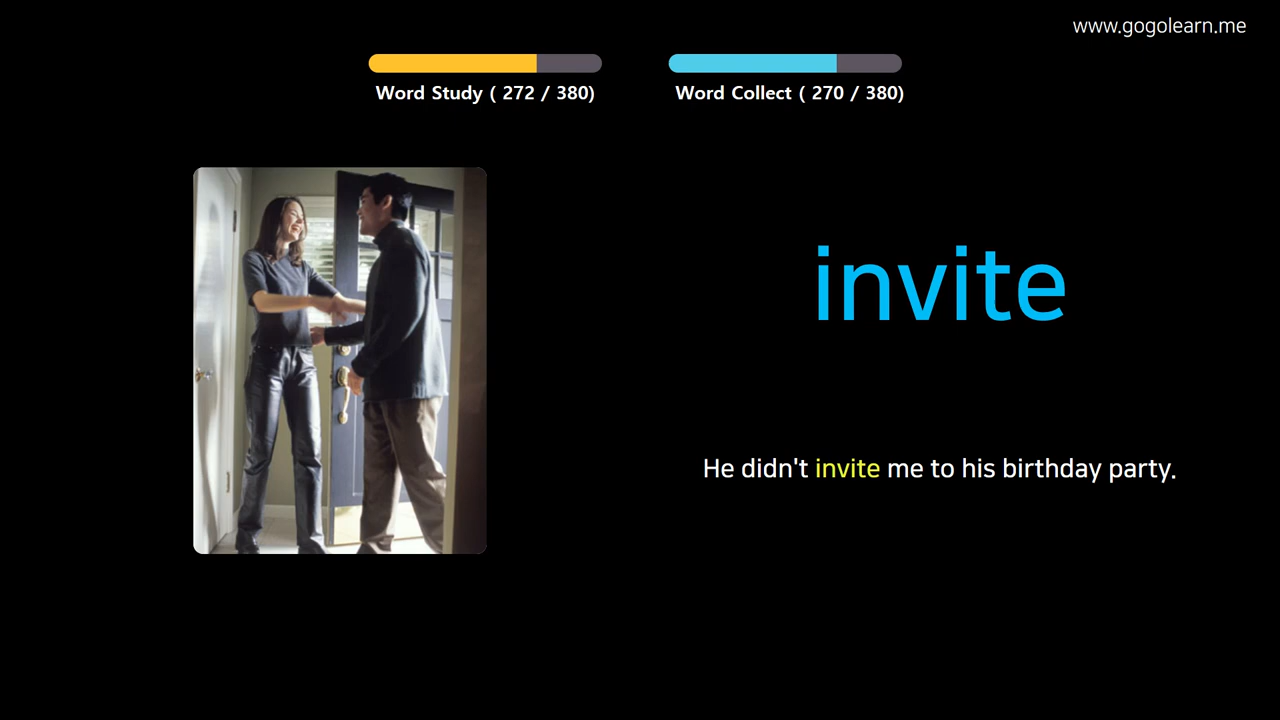 www.gogolearn.me
Word Study ( 272 / 380)
Word Collect ( 270 / 380)
invite
He didn't invite me to his birthday party.